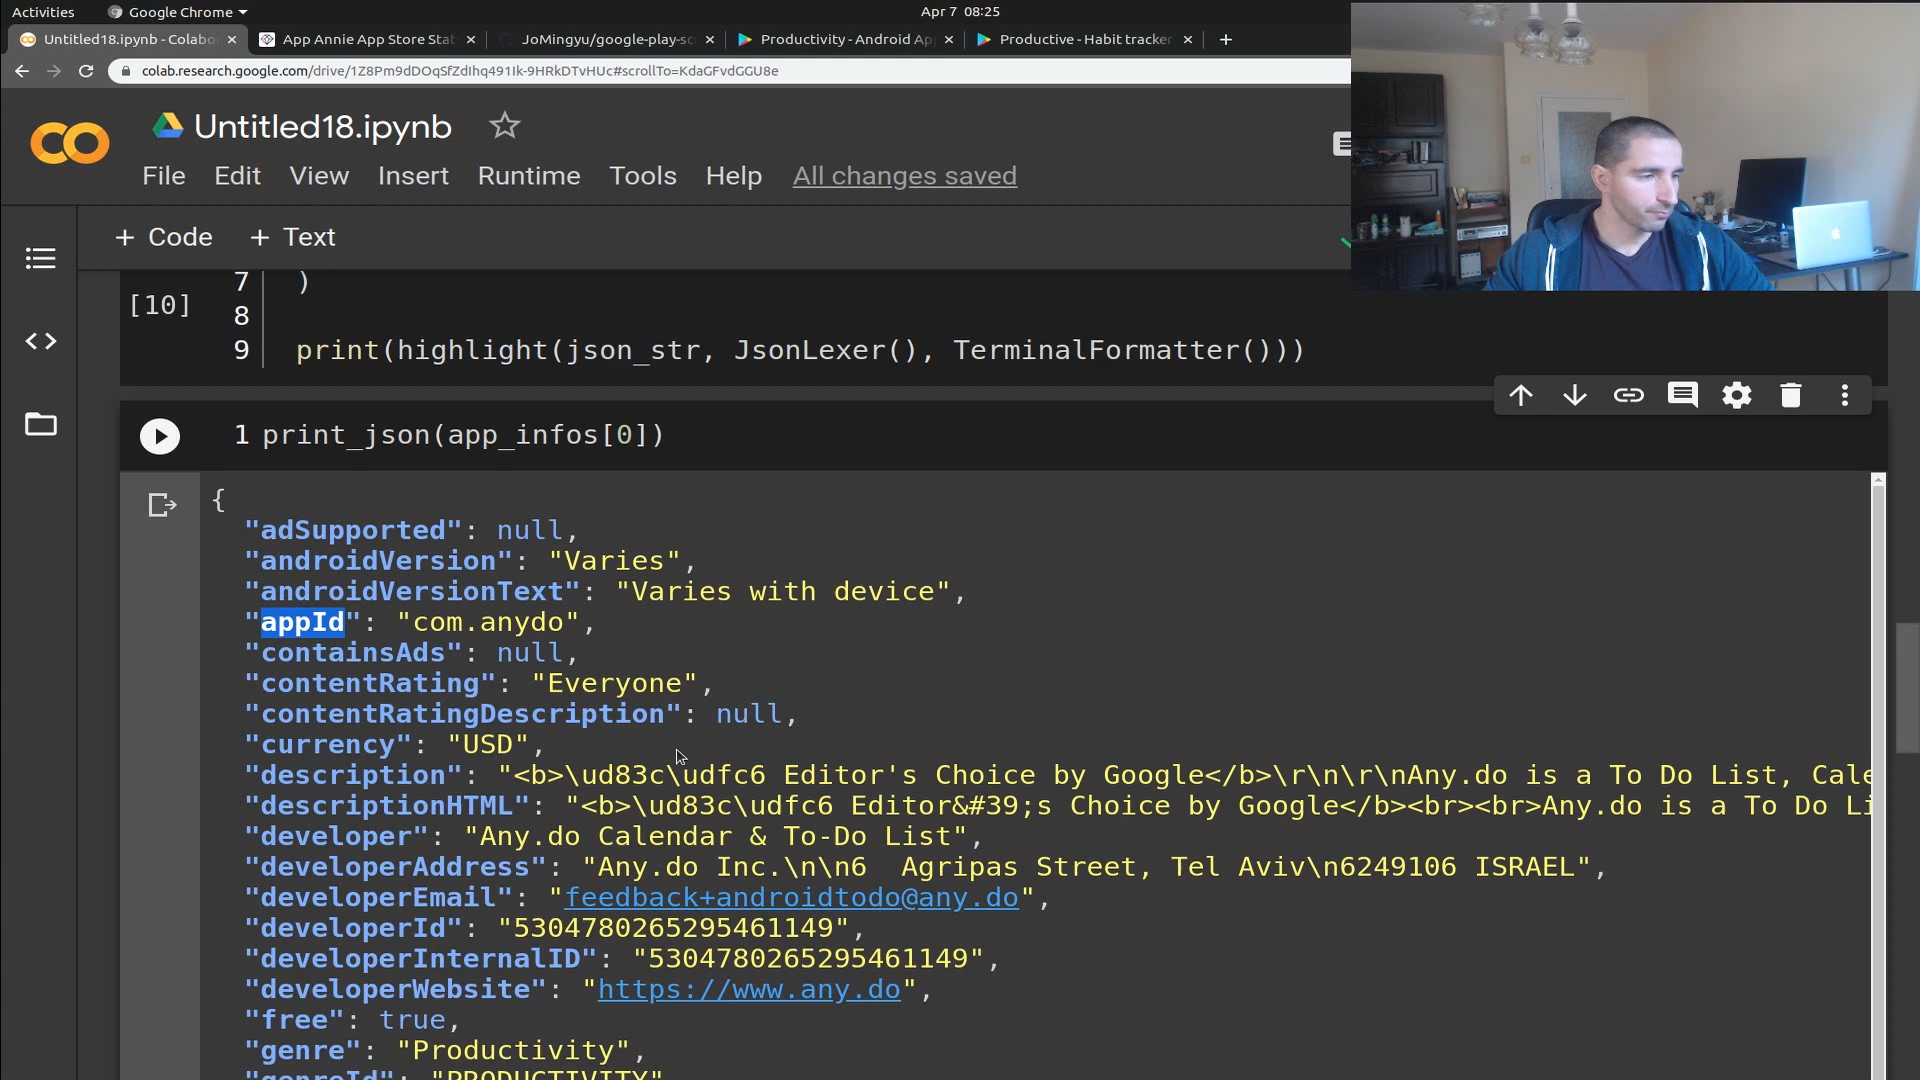 Activities Google Chrome Apr 7 08:25
Untitled18.ipynb - Colabo App Annie App Store Stat JoMingyu/google-play-sc Productivity - Android Ap Productive - Habit tracker
colab.research.google.com/drive/1Z8Pm9dDOqSfZdIhq491Ik-9HRkDTvHUc#scrollTo=KdaGFvdGGU8e
Untitled18.ipynb
File Edit View Insert Runtime Tools Help All changes saved
+ Code + Text
7 )
[10]
8
9 print(highlight(json_str, JsonLexer(), TerminalFormatter()))
1 print_json(app_infos[0])
{
"adSupported": null,
"androidVersion": "Varies",
"androidVersionText": "Varies with device",
"appId": "com.anydo",
"containsAds": null,
"contentRating": "Everyone",
"contentRatingDescription": null,
"currency": "USD",
"description": "<b>\ud83c\udfc6 Editor's Choice by Google</b>\r\n\r\nAny.do is a To Do List, Cale
"descriptionHTML": "<b>\ud83c\udfc6 Editor&#39;s Choice by Google</b><br><br>Any.do is a To Do Li
"developer": "Any.do Calendar & To-Do List",
"developerAddress": "Any.do Inc.\n\n6  Agripas Street, Tel Aviv\n6249106 ISRAEL",
"developerEmail": "feedback+androidtodo@any.do",
"developerId": "5304780265295461149",
"developerInternalID": "5304780265295461149",
"developerWebsite": "https://www.any.do",
"free": true,
"genre": "Productivity",
"genreId": "PRODUCTIVITY"